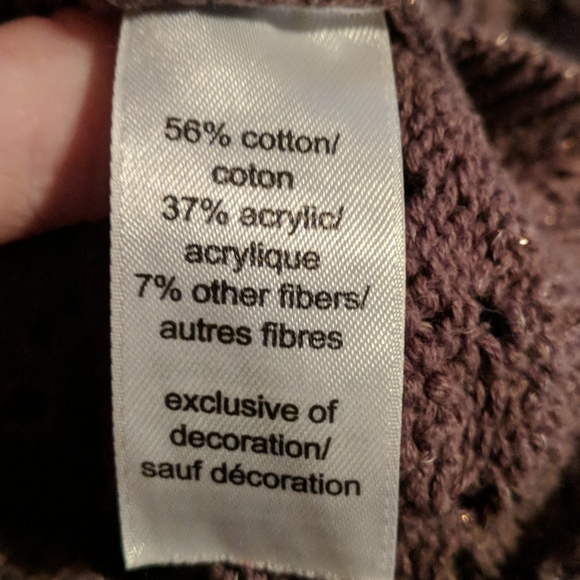 56% cotton/
coton
37% acrylic/
acrylique
7% other fibers/
autres fibres
exclusive of
decoration/
sauf décoration